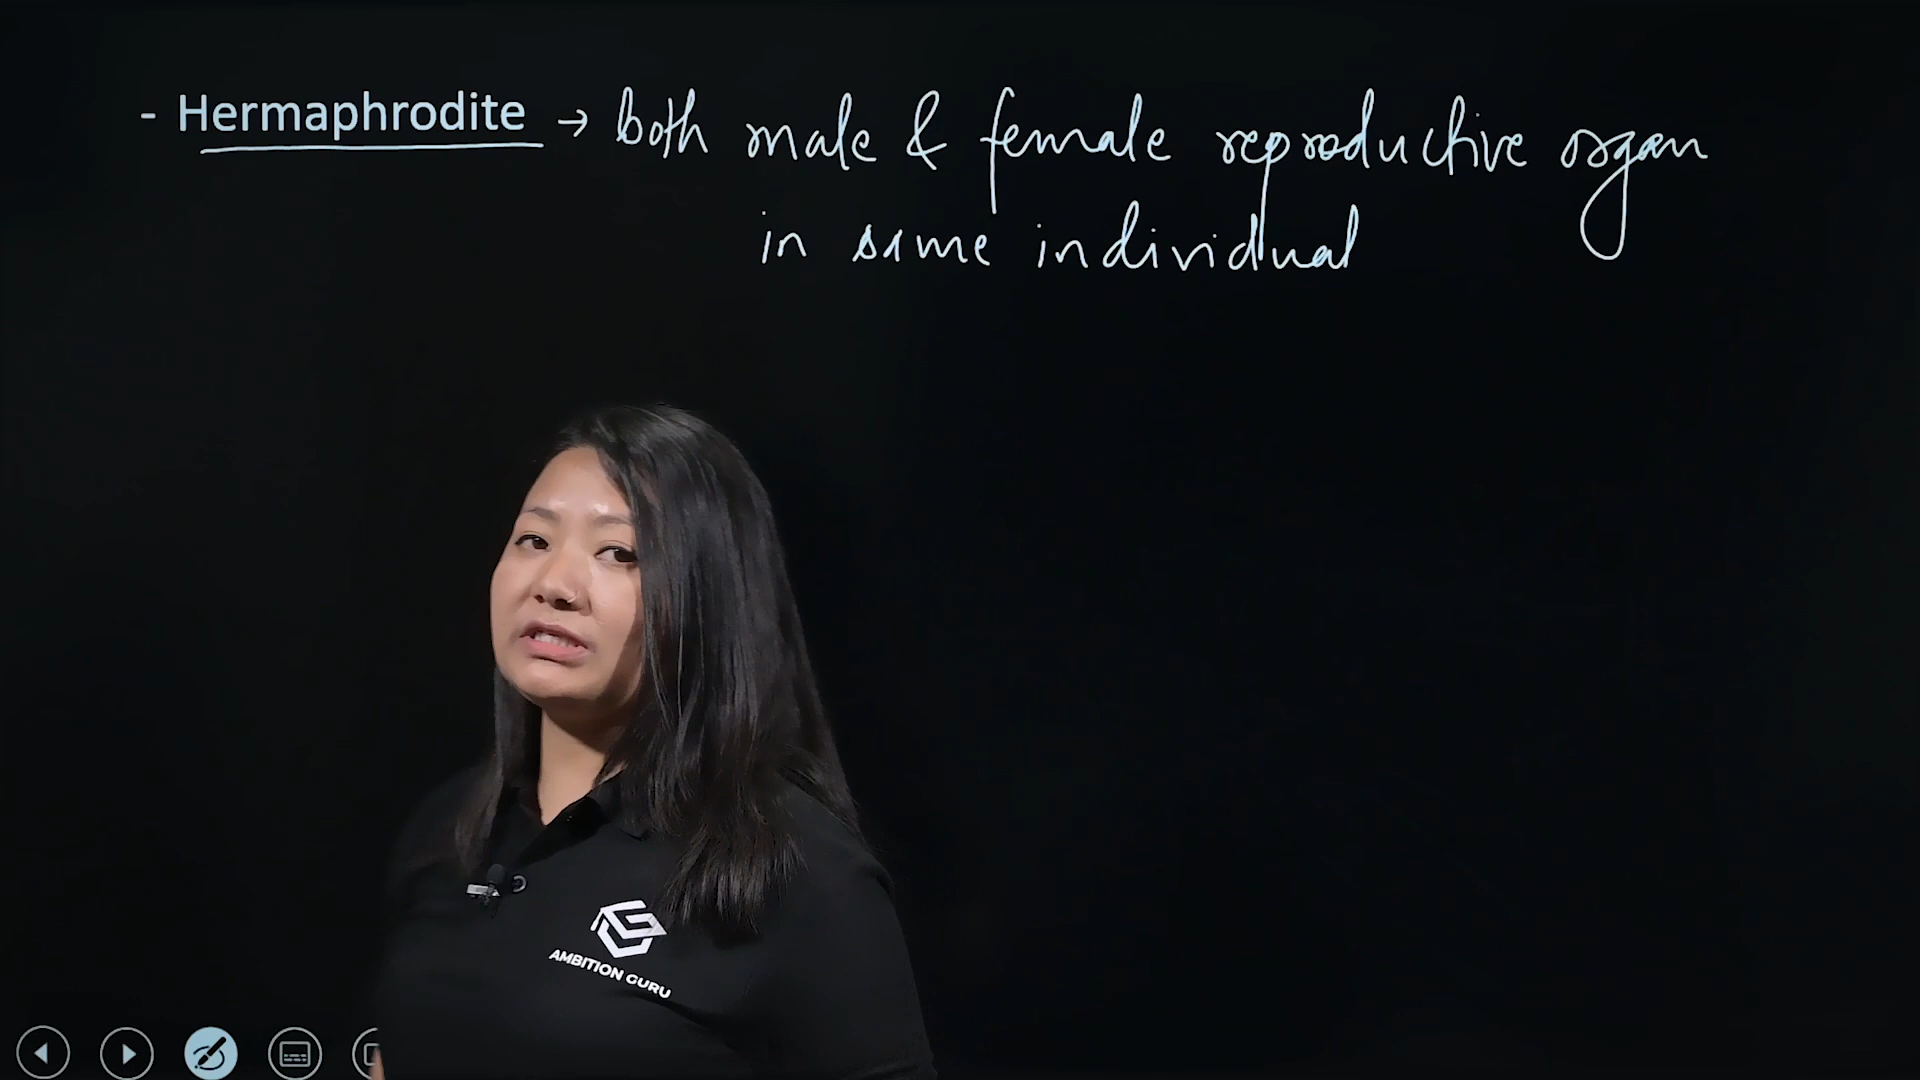 - Hermaphrodite → both male & female reproductive organ
in same individual
AMBITION GURU